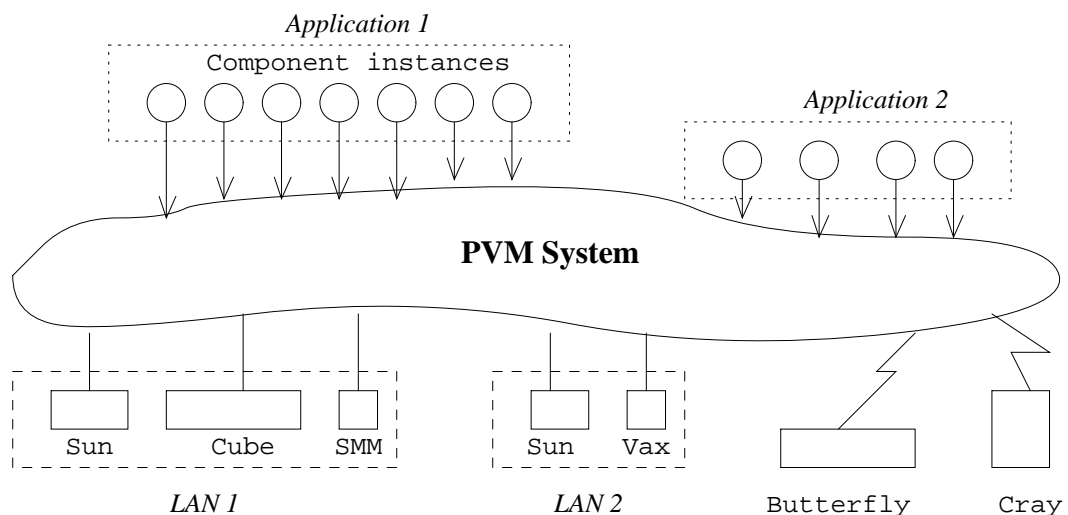 Application 1
Component instances
Application 2
PVM System
Sun
Cube
SMM
Sun
Vax
LAN 1
LAN 2
Butterfly
Cray